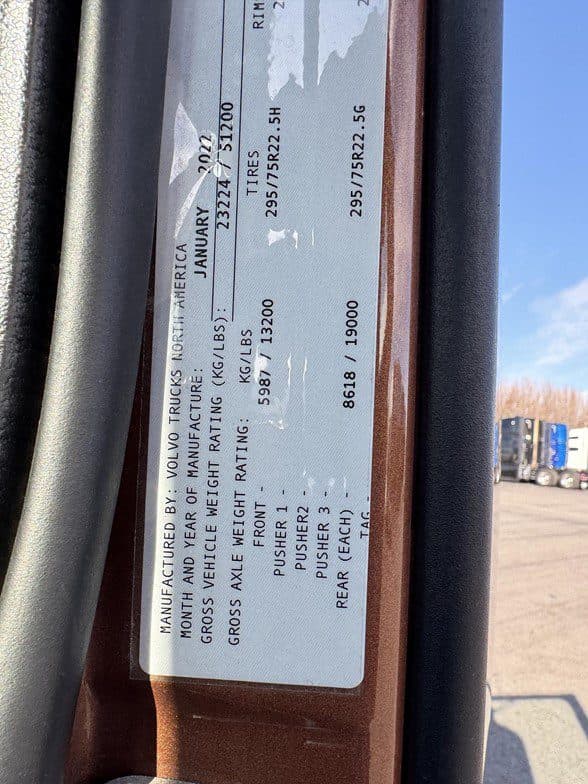 MANUFACTURED BY: VOLVO TRUCKS NORTH AMERICA
MONTH AND YEAR OF MANUFACTURE: JANUARY 2022
GROSS VEHICLE WEIGHT RATING (KG/LBS): 23224 / 51200
GROSS AXLE WEIGHT RATING: KG/LBS TIRES RIM
FRONT - 5987 / 13200 295/75R22.5H 2
PUSHER 1 -
PUSHER2 -
PUSHER 3 -
REAR (EACH) - 8618 / 19000 295/75R22.5G 2
TAG -